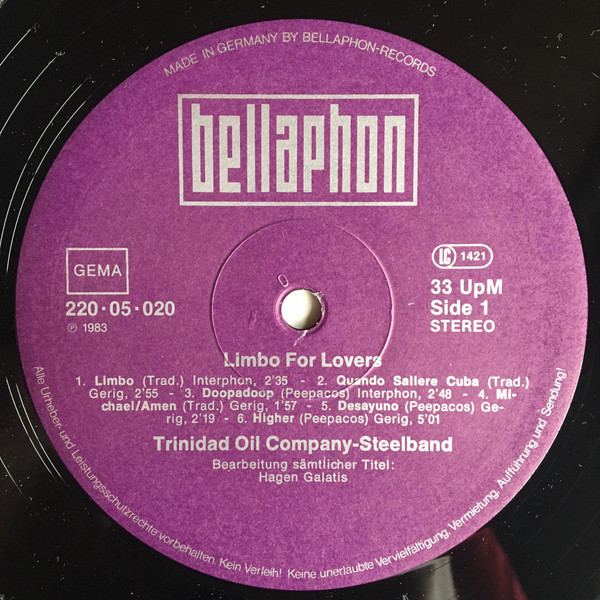 MADE IN GERMANY BY BELLAPHON-RECORDS
bellaphon
GEMA
LC 1421
220·05·020
℗ 1983
33 UpM
Side 1
STEREO
Limbo For Lovers
1. Limbo (Trad.) Interphon, 2'35 - 2. Quando Saliere Cuba (Trad.)
Gerig, 2'55 - 3. Doopadoop (Peepacos) Interphon, 2'48 - 4. Mi-
chael/Amen (Trad.) Gerig, 1'57 - 5. Desayuno (Peepacos) Ge-
rig, 2'19 - 6. Higher (Peepacos) Gerig, 5'01
Trinidad Oil Company-Steelband
Bearbeitung sämtlicher Titel:
Hagen Galatis
Alle Urheber- und Leistungsschutzrechte vorbehalten. Kein Verleih! Keine unerlaubte Vervielfältigung, Vermietung, Aufführung und Sendung!